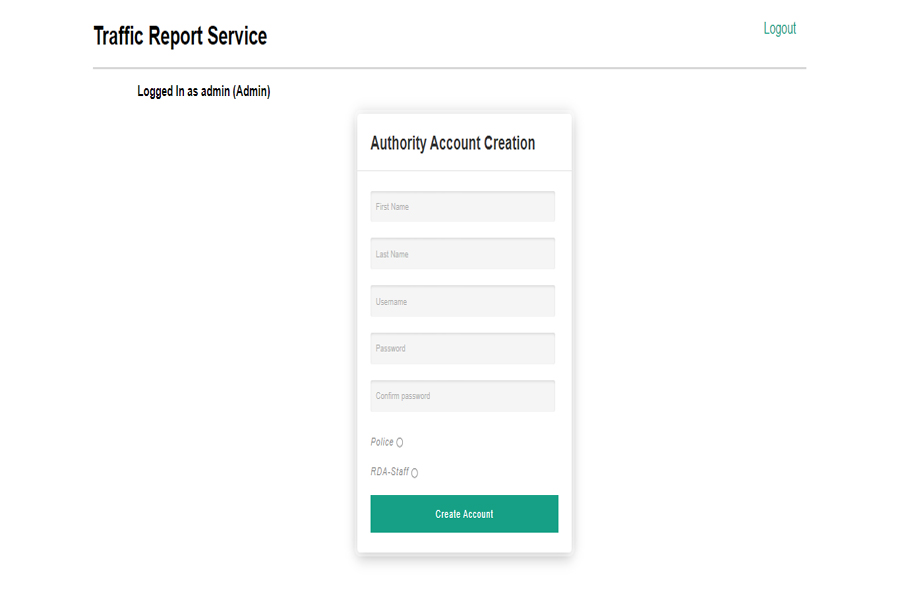 Traffic Report Service
Logout
Logged In as admin (Admin)
Authority Account Creation
First Name
Last Name
Username
Password
Confirm password
Police
RDA-Staff
Create Account